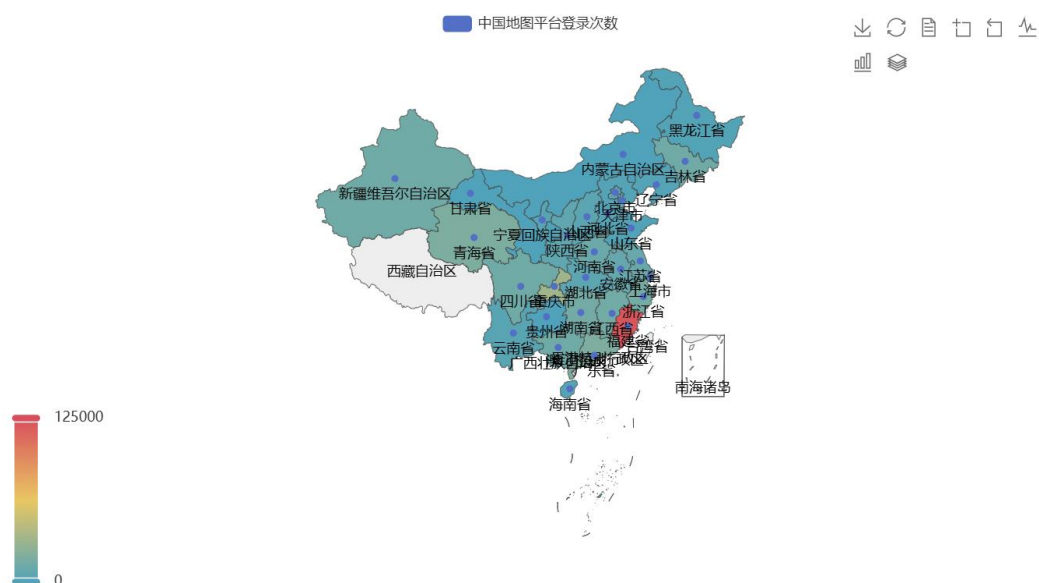 中国地图平台登录次数
黑龙江省
内蒙古自治区
吉林省
新疆维吾尔自治区
辽宁省
北京市
甘肃省
天津市
河北省
宁夏回族自治区
山西省
山东省
青海省
陕西省
河南省
西藏自治区
江苏省
安徽省
上海市
湖北省
四川省
重庆市
浙江省
湖南省
江西省
贵州省
福建省
台湾省
云南省
南海诸岛
海南省
125000
0